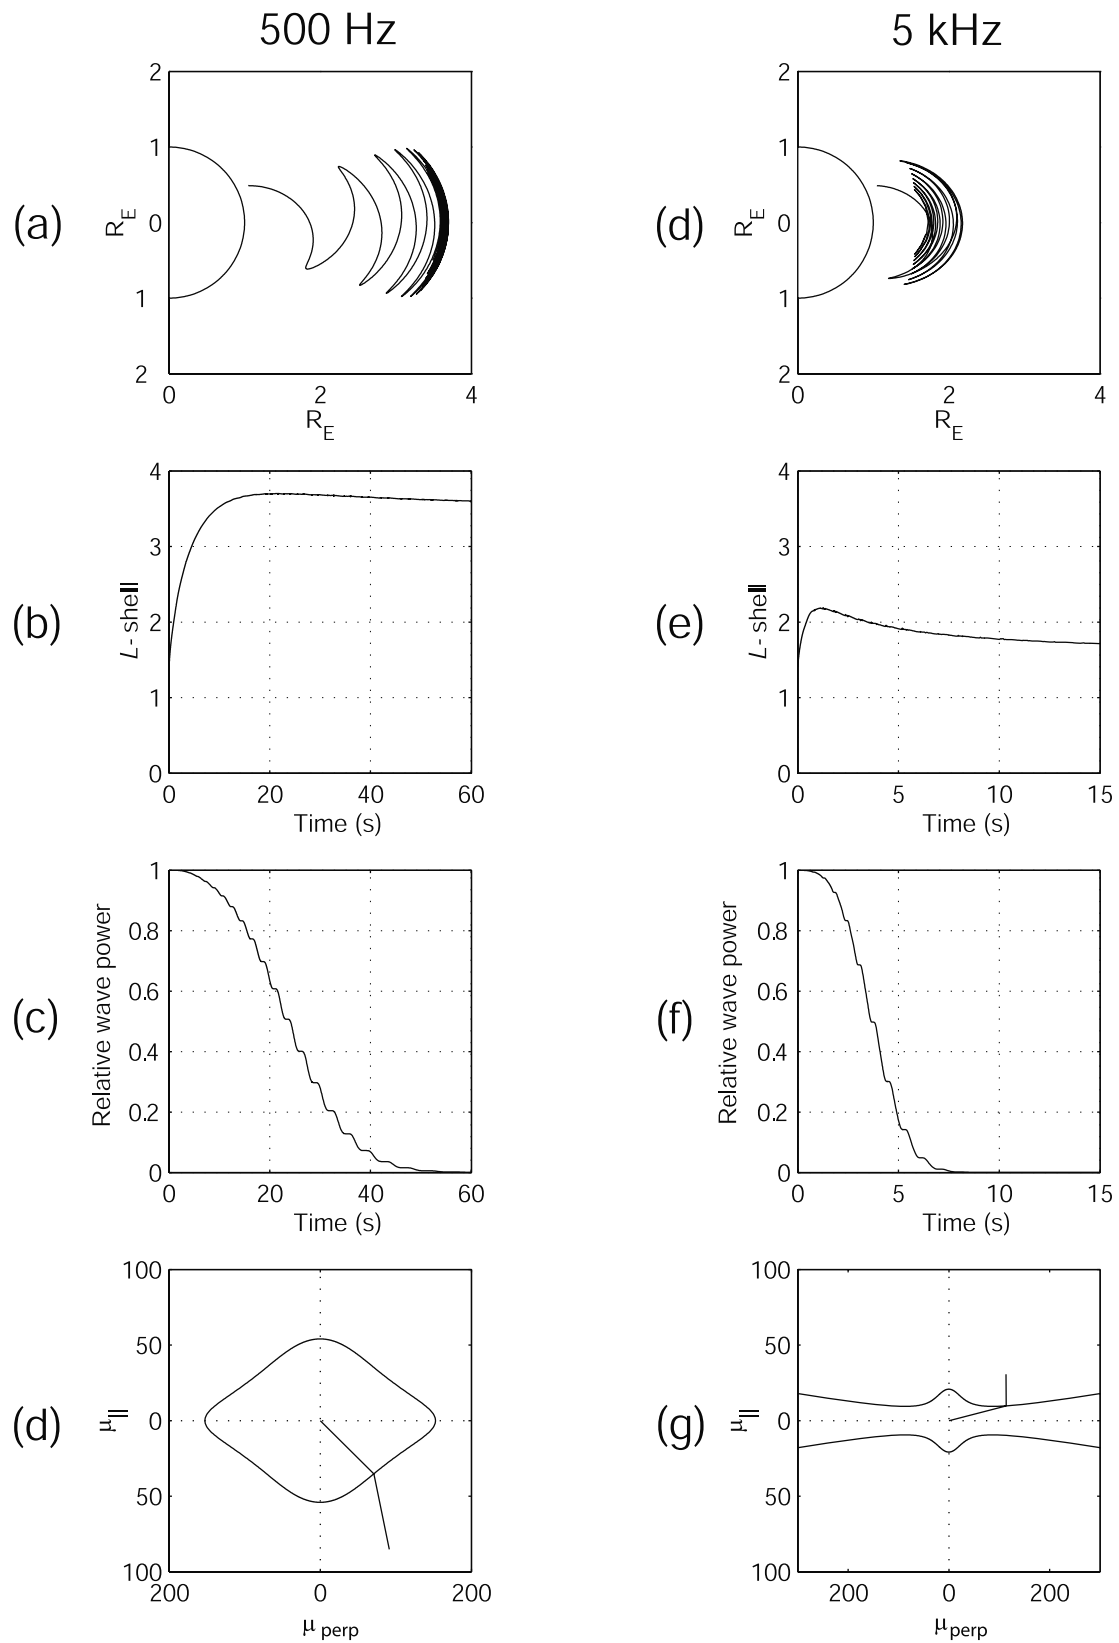 500 Hz
5 kHz
(a)
R_E
2
1
0
1
2
0
2
4
R_E
(d)
R_E
2
1
0
1
2
0
2
4
R_E
(b)
L- shell
4
3
2
1
0
0
20
40
60
Time (s)
(e)
L- shell
4
3
2
1
0
0
5
10
15
Time (s)
(c)
Relative wave power
1
0.8
0.6
0.4
0.2
0
0
20
40
60
Time (s)
(f)
Relative wave power
1
0.8
0.6
0.4
0.2
0
0
5
10
15
Time (s)
(d)
μ||
100
50
0
50
100
200
0
200
μ perp
(g)
μ||
100
50
0
50
100
200
0
200
μ perp